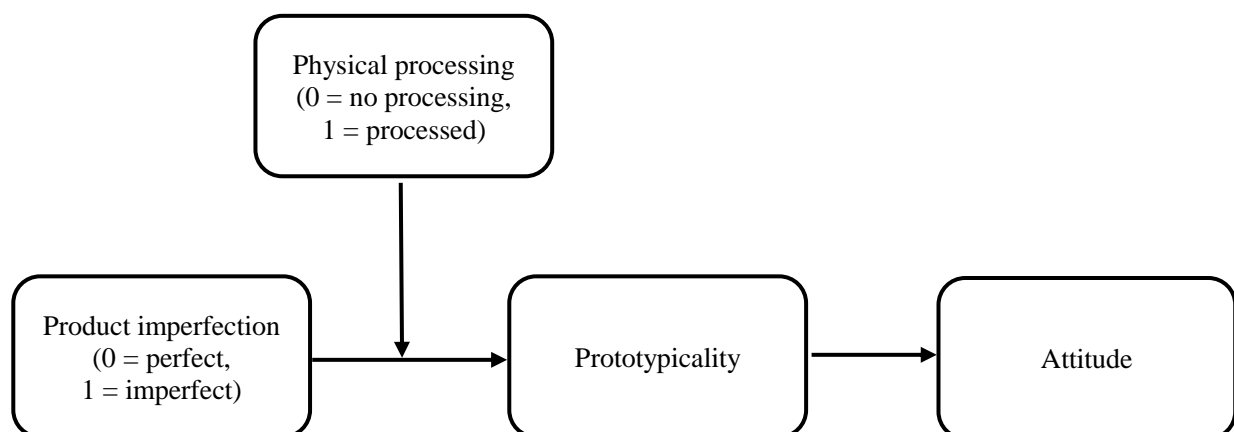 Physical processing
(0 = no processing,
1 = processed)
Product imperfection
(0 = perfect,
1 = imperfect)
Prototypicality
Attitude